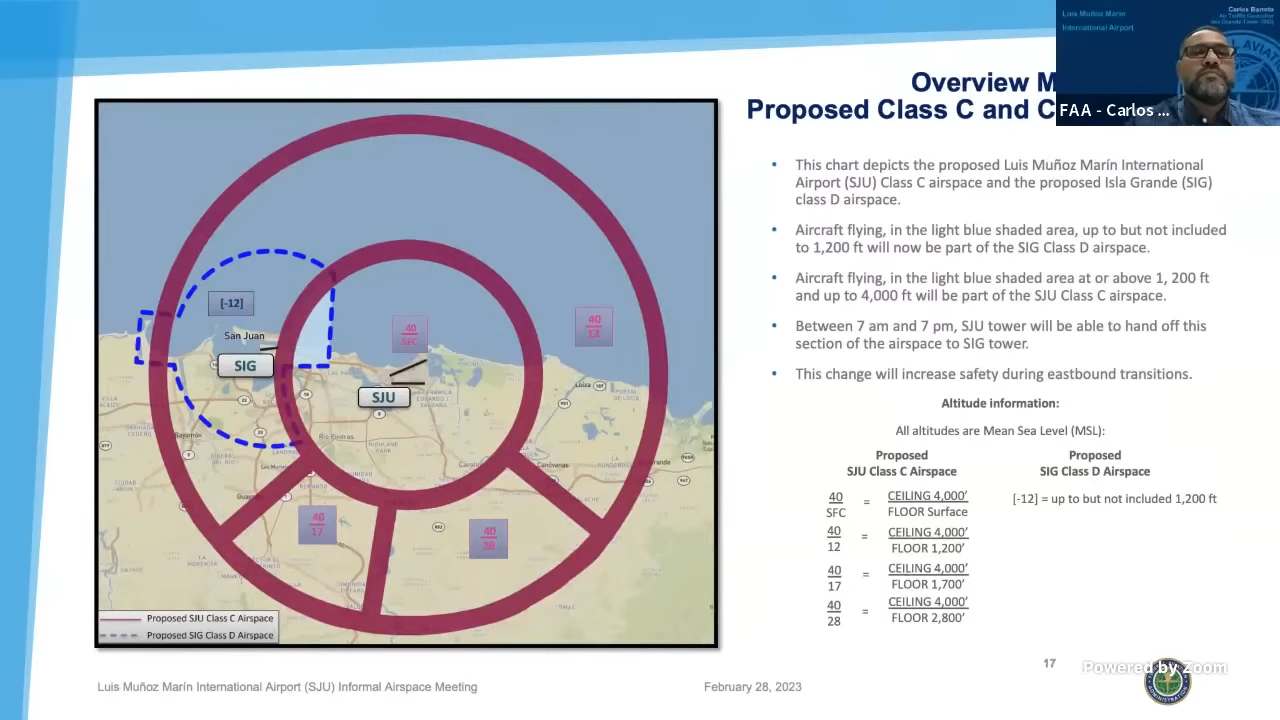 Luis Muñoz Marín
International Airport
Carlos Barreto
Air Traffic Controller
FAA - Carlos ...
Overview M
Proposed Class C and C
• This chart depicts the proposed Luis Muñoz Marín International
Airport (SJU) Class C airspace and the proposed Isla Grande (SIG)
class D airspace.
• Aircraft flying, in the light blue shaded area, up to but not included
to 1,200 ft will now be part of the SIG Class D airspace.
• Aircraft flying, in the light blue shaded area at or above 1, 200 ft
and up to 4,000 ft will be part of the SJU Class C airspace.
• Between 7 am and 7 pm, SJU tower will be able to hand off this
section of the airspace to SIG tower.
• This change will increase safety during eastbound transitions.
Altitude information:
All altitudes are Mean Sea Level (MSL):
Proposed
SJU Class C Airspace
40
SFC
=
CEILING 4,000’
FLOOR Surface
40
12
=
CEILING 4,000’
FLOOR 1,200’
40
17
=
CEILING 4,000’
FLOOR 1,700’
40
28
=
CEILING 4,000’
FLOOR 2,800’
Proposed
SIG Class D Airspace
[-12] = up to but not included 1,200 ft
[-12]
San Juan
SIG
40
SFC
40
12
SJU
Loiza
Bayamón
Río Piedras
Canóvanas
40
17
40
28
Proposed SJU Class C Airspace
Proposed SIG Class D Airspace
17
Powered by Zoom
Luis Muñoz Marín International Airport (SJU) Informal Airspace Meeting
February 28, 2023